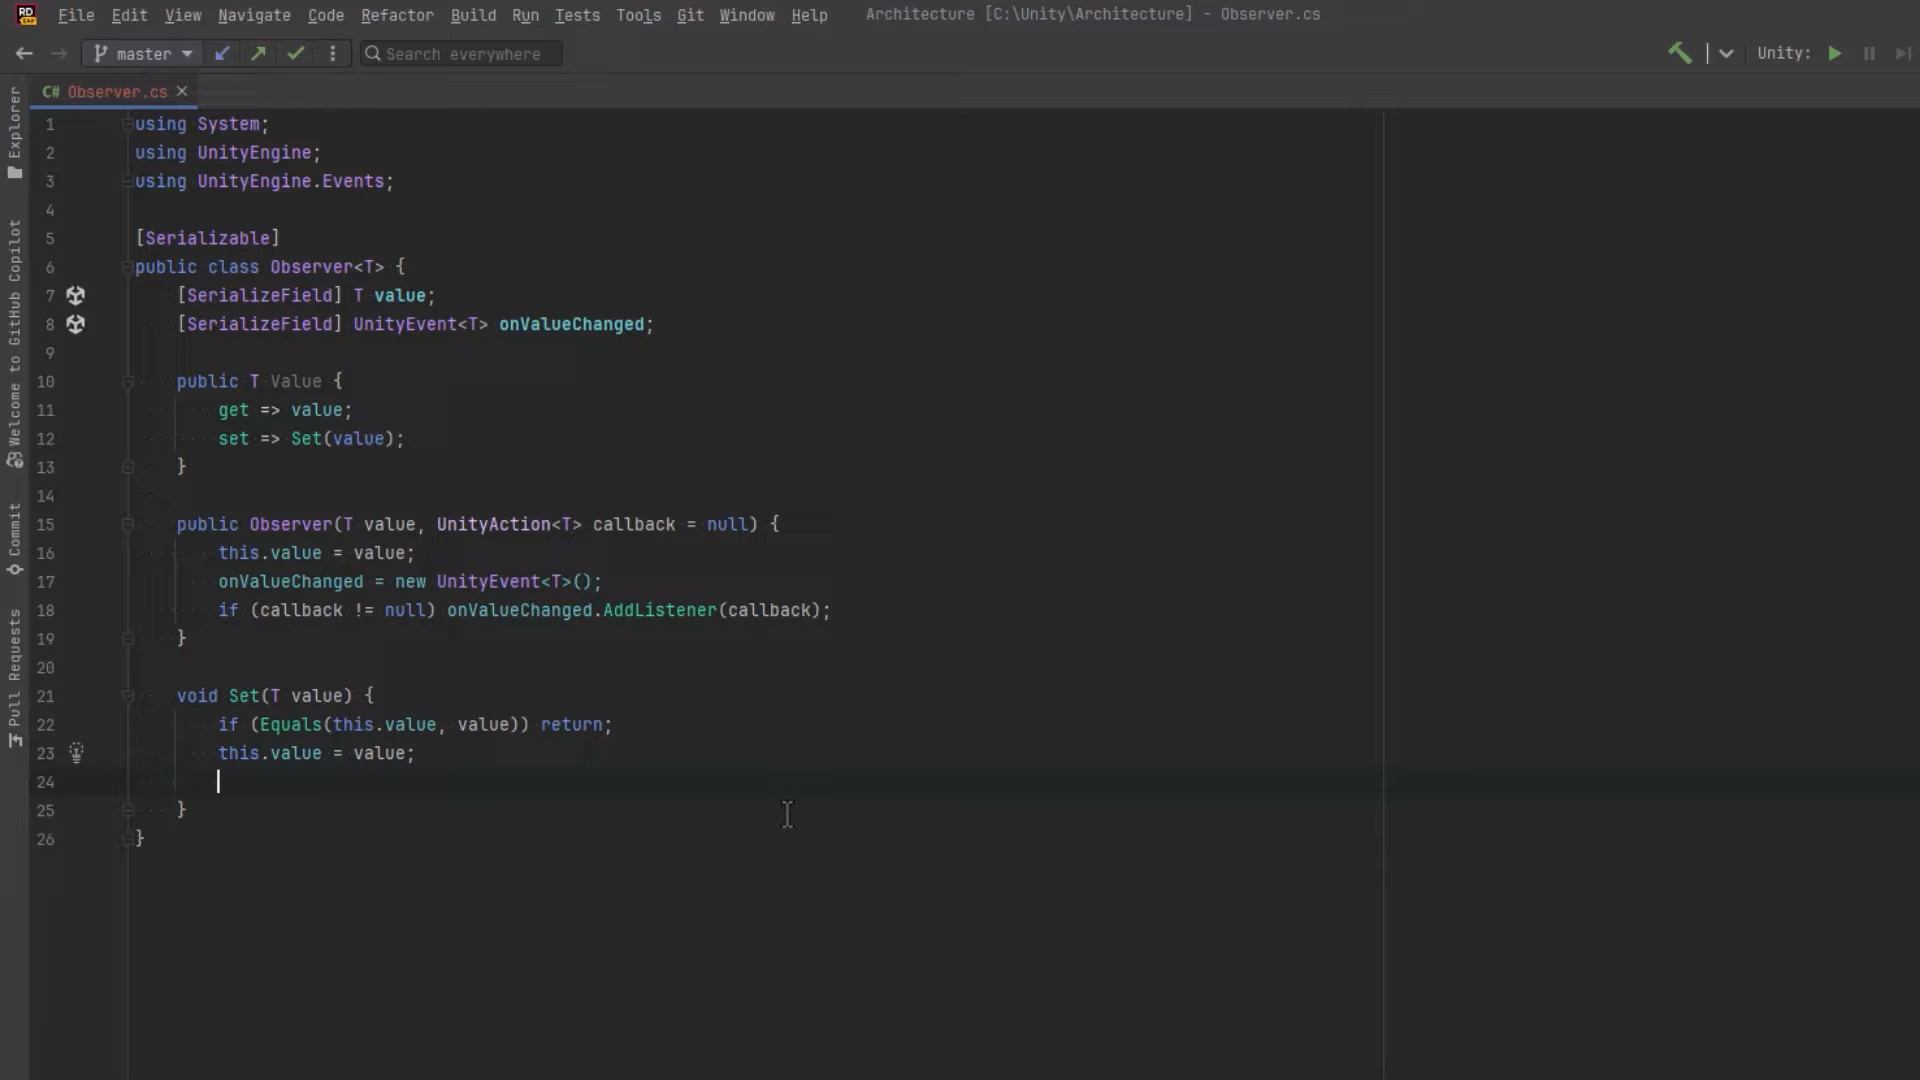 RD
EAP
File Edit View Navigate Code Refactor Build Run Tests Tools Git Window Help Architecture [C:\Unity\Architecture] - Observer.cs
master Search everywhere Unity:
C# Observer.cs
Explorer
Welcome to GitHub Copilot
Commit
Pull Requests
1 using System;
2 using UnityEngine;
3 using UnityEngine.Events;
4
5 [Serializable]
6 public class Observer<T> {
7 [SerializeField] T value;
8 [SerializeField] UnityEvent<T> onValueChanged;
9
10 public T Value {
11 get => value;
12 set => Set(value);
13 }
14
15 public Observer(T value, UnityAction<T> callback = null) {
16 this.value = value;
17 onValueChanged = new UnityEvent<T>();
18 if (callback != null) onValueChanged.AddListener(callback);
19 }
20
21 void Set(T value) {
22 if (Equals(this.value, value)) return;
23 this.value = value;
24
25 }
26 }